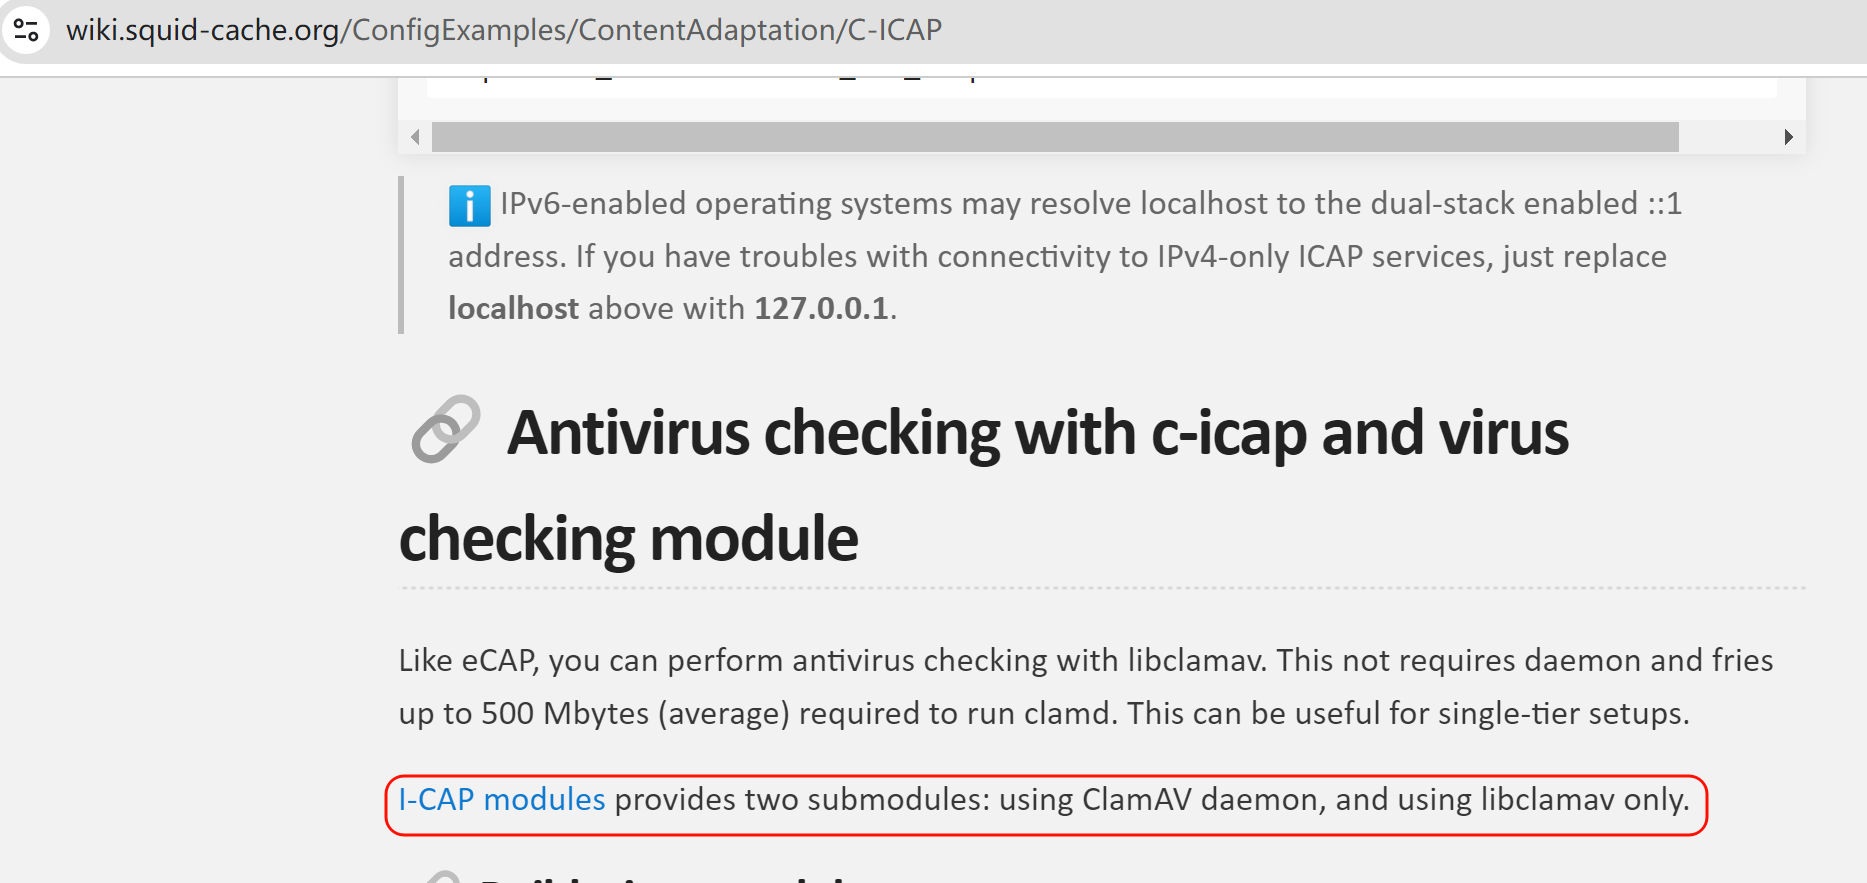 wiki.squid-cache.org/ConfigExamples/ContentAdaptation/C-ICAP
IPv6-enabled operating systems may resolve localhost to the dual-stack enabled ::1
address. If you have troubles with connectivity to IPv4-only ICAP services, just replace
localhost above with 127.0.0.1.
Antivirus checking with c-icap and virus
checking module
Like eCAP, you can perform antivirus checking with libclamav. This not requires daemon and fries
up to 500 Mbytes (average) required to run clamd. This can be useful for single-tier setups.
I-CAP modules provides two submodules: using ClamAV daemon, and using libclamav only.